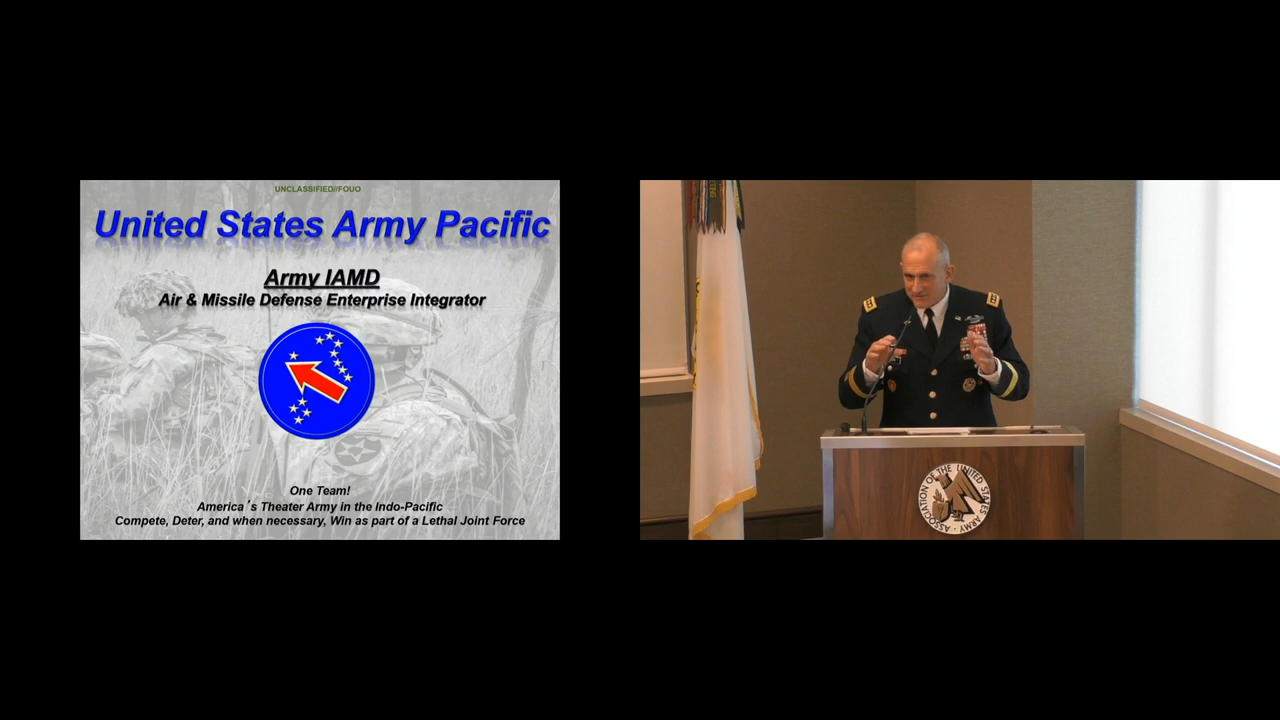 UNCLASSIFIED//FOUO
United States Army Pacific
Army IAMD
Air & Missile Defense Enterprise Integrator
One Team!
America's Theater Army in the Indo-Pacific
Compete, Deter, and when necessary, Win as part of a Lethal Joint Force
ASSOCIATION OF THE UNITED STATES ARMY